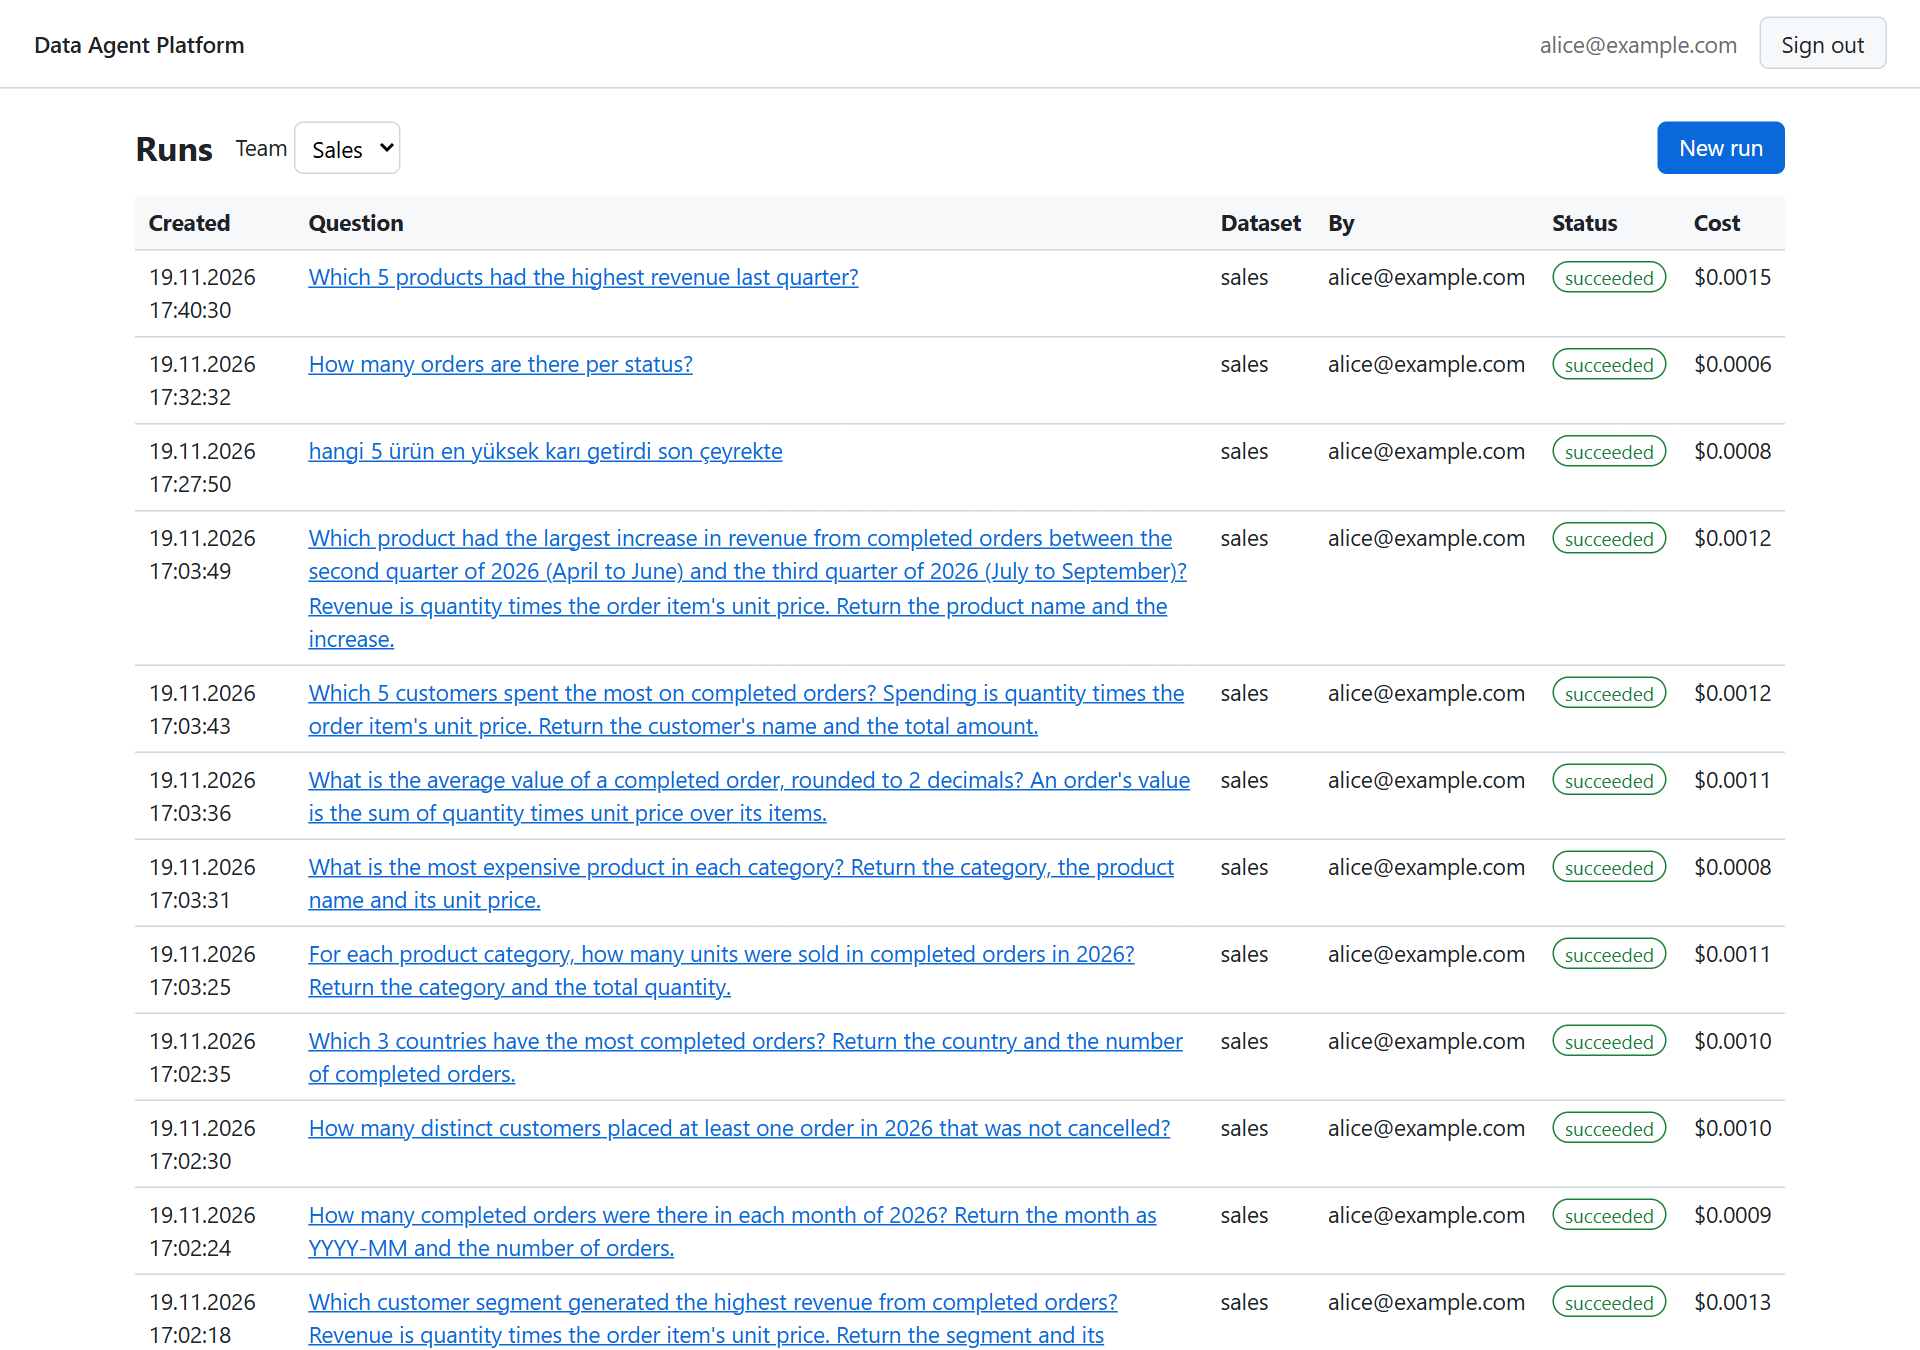 Data Agent Platform
alice@example.com
Sign out
Runs
Team
Sales
New run
Created Question Dataset By Status Cost
19.11.2026 Which 5 products had the highest revenue last quarter? sales alice@example.com succeeded $0.0015
17:40:30
19.11.2026 How many orders are there per status? sales alice@example.com succeeded $0.0006
17:32:32
19.11.2026 hangi 5 ürün en yüksek karı getirdi son çeyrekte sales alice@example.com succeeded $0.0008
17:27:50
19.11.2026 Which product had the largest increase in revenue from completed orders between the sales alice@example.com succeeded $0.0012
17:03:49 second quarter of 2026 (April to June) and the third quarter of 2026 (July to September)?
Revenue is quantity times the order item's unit price. Return the product name and the
increase.
19.11.2026 Which 5 customers spent the most on completed orders? Spending is quantity times the sales alice@example.com succeeded $0.0012
17:03:43 order item's unit price. Return the customer's name and the total amount.
19.11.2026 What is the average value of a completed order, rounded to 2 decimals? An order's value sales alice@example.com succeeded $0.0011
17:03:36 is the sum of quantity times unit price over its items.
19.11.2026 What is the most expensive product in each category? Return the category, the product sales alice@example.com succeeded $0.0008
17:03:31 name and its unit price.
19.11.2026 For each product category, how many units were sold in completed orders in 2026? sales alice@example.com succeeded $0.0011
17:03:25 Return the category and the total quantity.
19.11.2026 Which 3 countries have the most completed orders? Return the country and the number sales alice@example.com succeeded $0.0010
17:02:35 of completed orders.
19.11.2026 How many distinct customers placed at least one order in 2026 that was not cancelled? sales alice@example.com succeeded $0.0010
17:02:30
19.11.2026 How many completed orders were there in each month of 2026? Return the month as sales alice@example.com succeeded $0.0009
17:02:24 YYYY-MM and the number of orders.
19.11.2026 Which customer segment generated the highest revenue from completed orders? sales alice@example.com succeeded $0.0013
17:02:18 Revenue is quantity times the order item's unit price. Return the segment and its